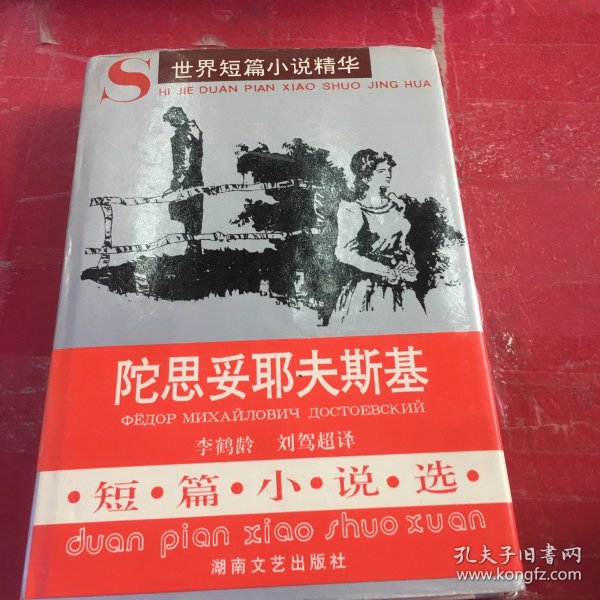 世界短篇小说精华
SHI JIE DUAN PIAN XIAO SHUO JING HUA
陀思妥耶夫斯基
ФЁДОР МИХАЙЛОВИЧ ДОСТОЕВСКИЙ
李鹤龄 刘驾超译
·短·篇·小·说·选·
duan pian xiao shuo xuan
湖南文艺出版社
孔夫子旧书网
www.kongfz.com